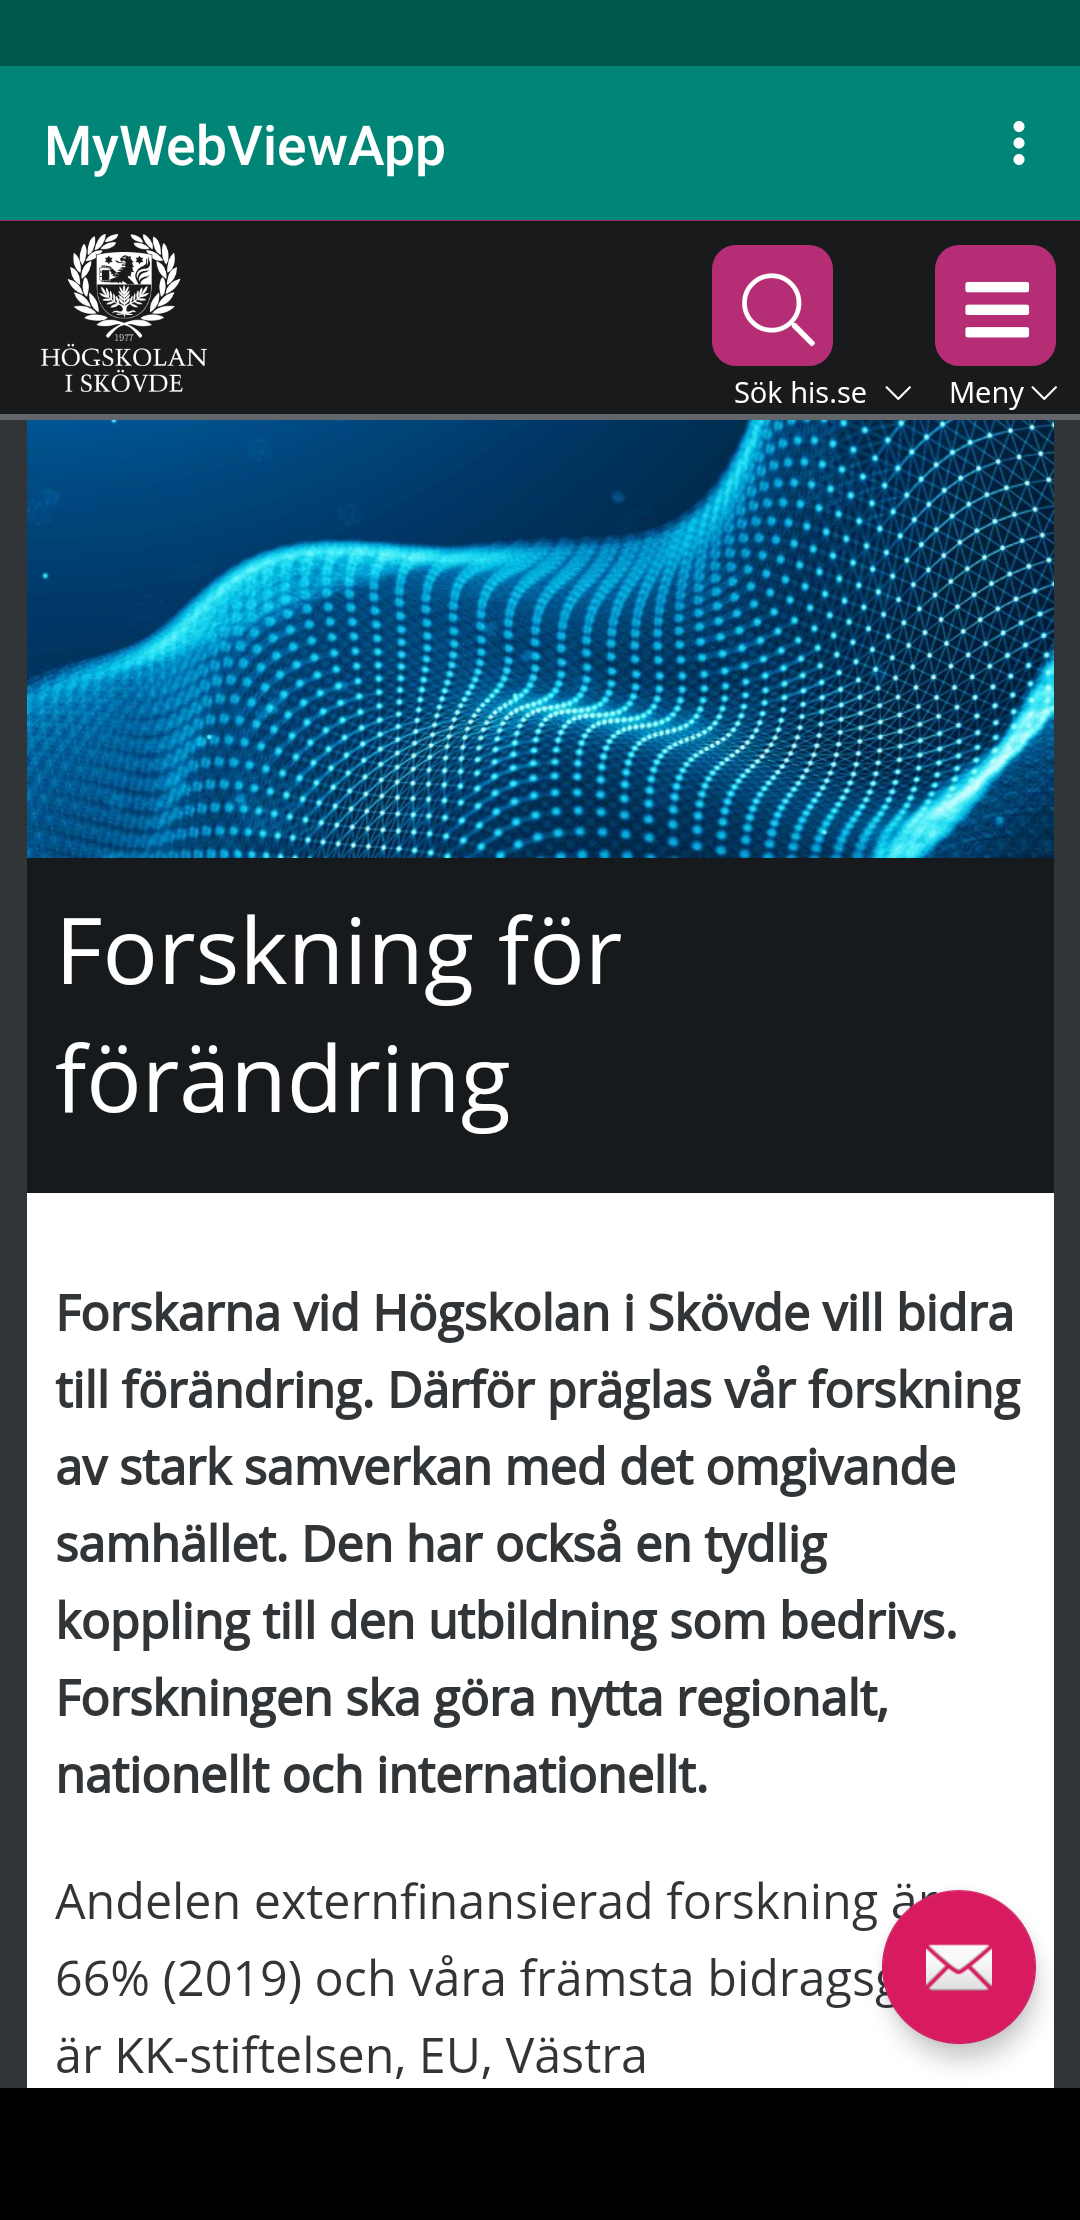 MyWebViewApp
1977
HÖGSKOLAN
I SKÖVDE
Sök his.se
Meny
Forskning för
förändring
Forskarna vid Högskolan i Skövde vill bidra
till förändring. Därför präglas vår forskning
av stark samverkan med det omgivande
samhället. Den har också en tydlig
koppling till den utbildning som bedrivs.
Forskningen ska göra nytta regionalt,
nationellt och internationellt.
Andelen externfinansierad forskning är
66% (2019) och våra främsta
är KK-stiftelsen, EU, Västra